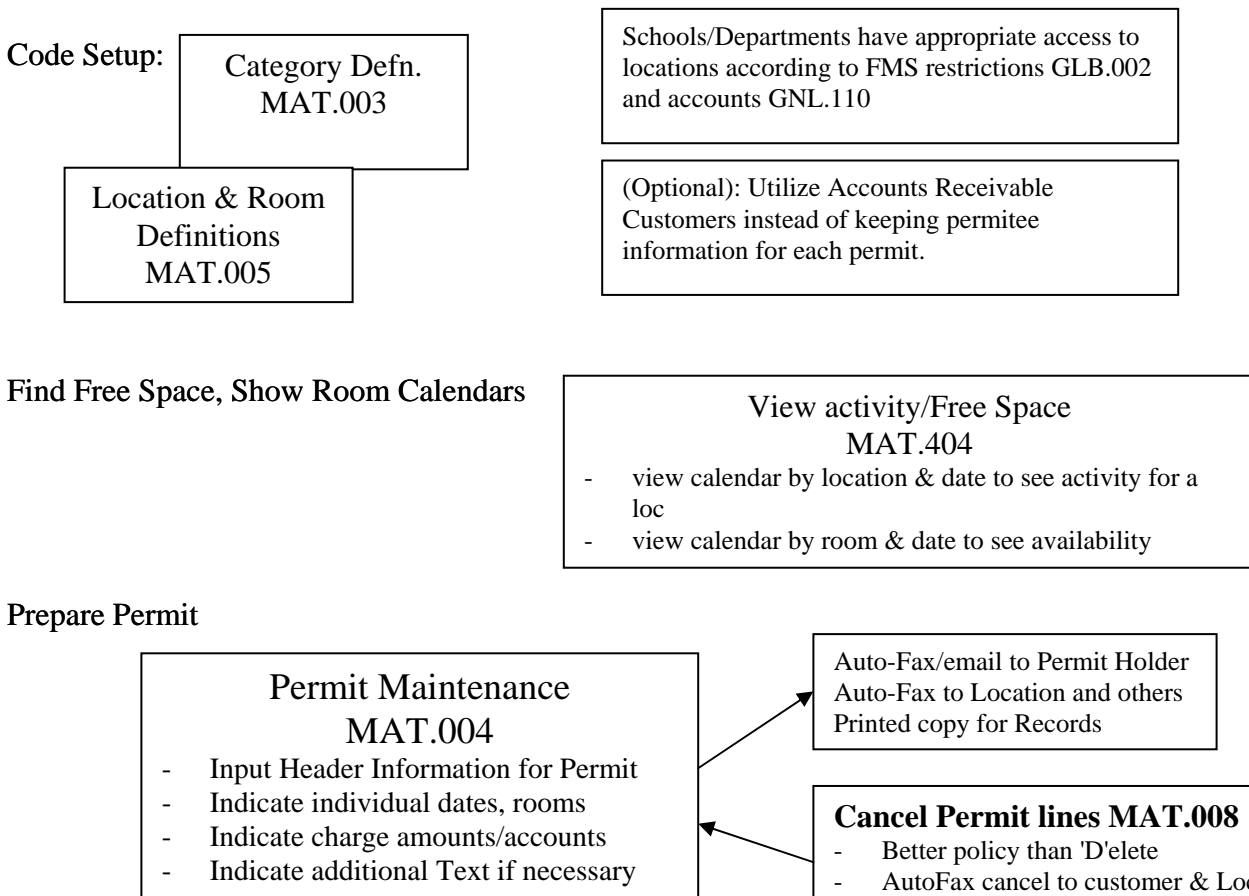 Code Setup:
Category Defn.
MAT.003
Location & Room
Definitions
MAT.005
Schools/Departments have appropriate access to
locations according to FMS restrictions GLB.002
and accounts GNL.110
(Optional): Utilize Accounts Receivable
Customers instead of keeping permitee
information for each permit.
Find Free Space, Show Room Calendars
View activity/Free Space
MAT.404
- view calendar by location & date to see activity for a
loc
- view calendar by room & date to see availability
Prepare Permit
Permit Maintenance
MAT.004
- Input Header Information for Permit
- Indicate individual dates, rooms
- Indicate charge amounts/accounts
- Indicate additional Text if necessary
Auto-Fax/email to Permit Holder
Auto-Fax to Location and others
Printed copy for Records
Cancel Permit lines MAT.008
- Better policy than 'D'elete
- AutoFax cancel to customer &